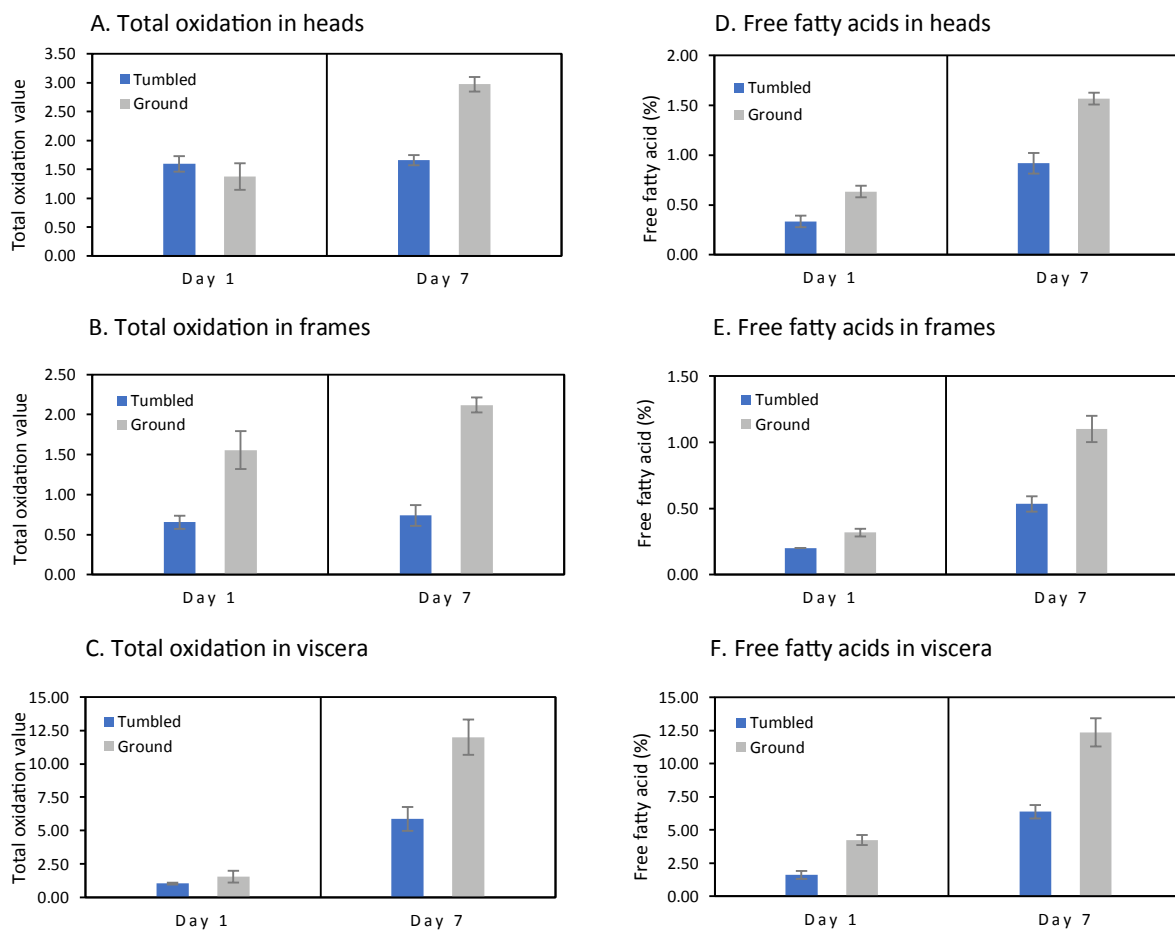 A. Total oxidation in heads
Total oxidation value
3.50
3.00
2.50
2.00
1.50
1.00
0.50
0.00
Tumbled
Ground
Day 1
Day 7
D. Free fatty acids in heads
Free fatty acid (%)
2.00
1.50
1.00
0.50
0.00
Tumbled
Ground
Day 1
Day 7
B. Total oxidation in frames
Total oxidation value
2.50
2.00
1.50
1.00
0.50
0.00
Tumbled
Ground
Day 1
Day 7
E. Free fatty acids in frames
Free fatty acid (%)
1.50
1.00
0.50
0.00
Tumbled
Ground
Day 1
Day 7
C. Total oxidation in viscera
Total oxidation value
15.00
12.50
10.00
7.50
5.00
2.50
0.00
Tumbled
Ground
Day 1
Day 7
F. Free fatty acids in viscera
Free fatty acid (%)
15.00
12.50
10.00
7.50
5.00
2.50
0.00
Tumbled
Ground
Day 1
Day 7